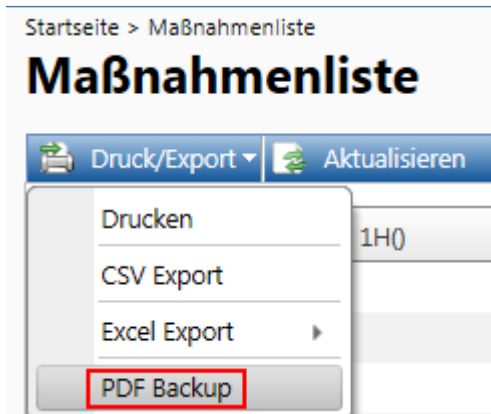 Startseite > Maßnahmenliste
Maßnahmenliste
Druck/Export Aktualisieren
Drucken
1H()
CSV Export
Excel Export
PDF Backup